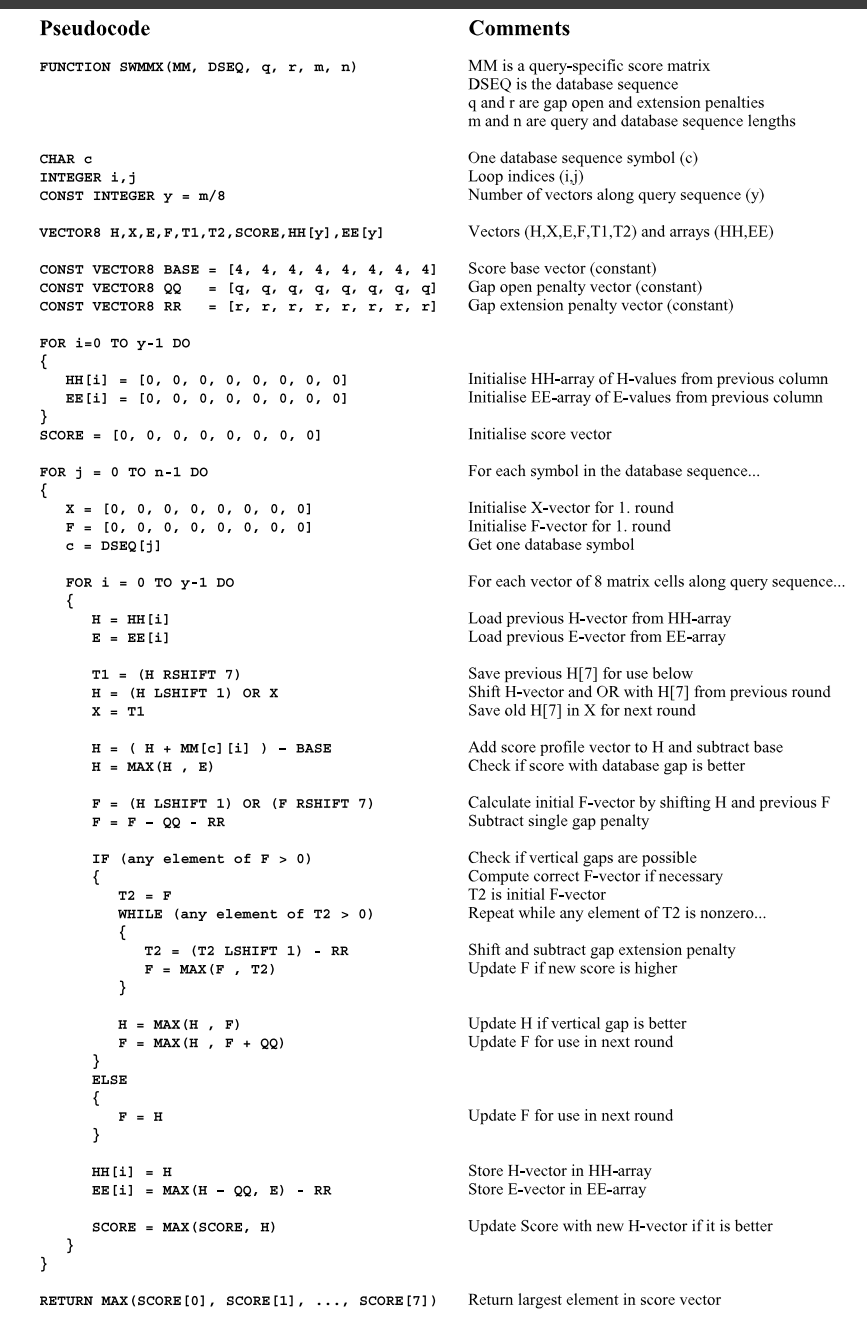 Pseudocode Comments
FUNCTION SWMMX(MM, DSEQ, q, r, m, n) MM is a query-specific score matrix
DSEQ is the database sequence
q and r are gap open and extension penalties
m and n are query and database sequence lengths
CHAR c One database sequence symbol (c)
INTEGER i,j Loop indices (i,j)
CONST INTEGER y = m/8 Number of vectors along query sequence (y)
VECTOR8 H,X,E,F,T1,T2,SCORE,HH[y],EE[y] Vectors (H,X,E,F,T1,T2) and arrays (HH,EE)
CONST VECTOR8 BASE = [4, 4, 4, 4, 4, 4, 4, 4] Score base vector (constant)
CONST VECTOR8 QQ = [q, q, q, q, q, q, q, q] Gap open penalty vector (constant)
CONST VECTOR8 RR = [r, r, r, r, r, r, r, r] Gap extension penalty vector (constant)
FOR i=0 TO y-1 DO
{
HH[i] = [0, 0, 0, 0, 0, 0, 0, 0] Initialise HH-array of H-values from previous column
EE[i] = [0, 0, 0, 0, 0, 0, 0, 0] Initialise EE-array of E-values from previous column
}
SCORE = [0, 0, 0, 0, 0, 0, 0, 0] Initialise score vector
FOR j = 0 TO n-1 DO For each symbol in the database sequence...
{
X = [0, 0, 0, 0, 0, 0, 0, 0] Initialise X-vector for 1. round
F = [0, 0, 0, 0, 0, 0, 0, 0] Initialise F-vector for 1. round
c = DSEQ[j] Get one database symbol
FOR i = 0 TO y-1 DO For each vector of 8 matrix cells along query sequence...
{
H = HH[i] Load previous H-vector from HH-array
E = EE[i] Load previous E-vector from EE-array
T1 = (H RSHIFT 7) Save previous H[7] for use below
H = (H LSHIFT 1) OR X Shift H-vector and OR with H[7] from previous round
X = T1 Save old H[7] in X for next round
H = ( H + MM[c][i] ) - BASE Add score profile vector to H and subtract base
H = MAX(H , E) Check if score with database gap is better
F = (H LSHIFT 1) OR (F RSHIFT 7) Calculate initial F-vector by shifting H and previous F
F = F - QQ - RR Subtract single gap penalty
IF (any element of F > 0) Check if vertical gaps are possible
{ Compute correct F-vector if necessary
T2 = F T2 is initial F-vector
WHILE (any element of T2 > 0) Repeat while any element of T2 is nonzero...
{
T2 = (T2 LSHIFT 1) - RR Shift and subtract gap extension penalty
F = MAX(F , T2) Update F if new score is higher
}
H = MAX(H , F) Update H if vertical gap is better
F = MAX(H , F + QQ) Update F for use in next round
}
ELSE
{
F = H Update F for use in next round
}
HH[i] = H Store H-vector in HH-array
EE[i] = MAX(H - QQ, E) - RR Store E-vector in EE-array
SCORE = MAX(SCORE, H) Update Score with new H-vector if it is better
}
}
RETURN MAX(SCORE[0], SCORE[1], ..., SCORE[7]) Return largest element in score vector